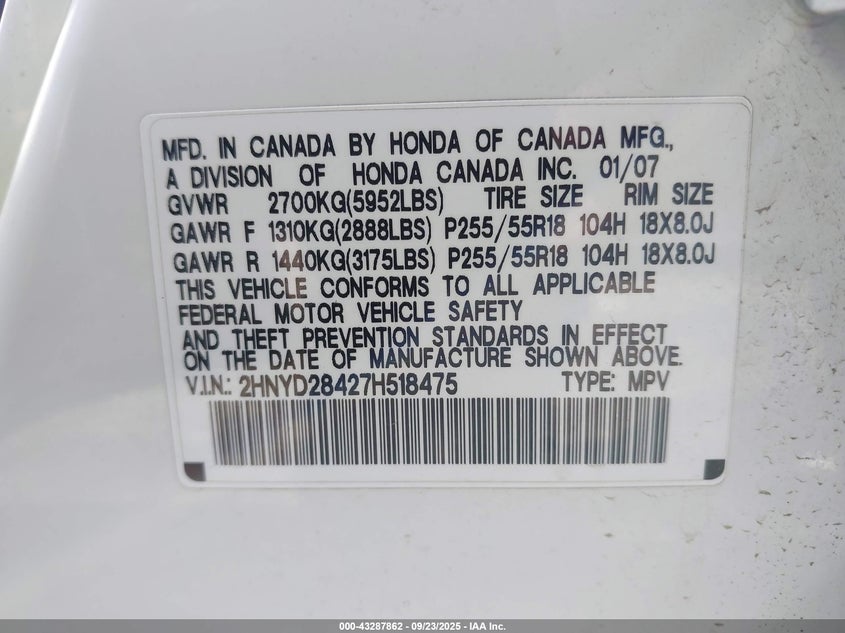 MFD. IN CANADA BY HONDA OF CANADA MFG.,
A DIVISION OF HONDA CANADA INC. 01/07
GVWR 2700KG(5952LBS) TIRE SIZE RIM SIZE
GAWR F 1310KG(2888LBS) P255/55R18 104H 18X8.0J
GAWR R 1440KG(3175LBS) P255/55R18 104H 18X8.0J
THIS VEHICLE CONFORMS TO ALL APPLICABLE
FEDERAL MOTOR VEHICLE SAFETY
AND THEFT PREVENTION STANDARDS IN EFFECT
ON THE DATE OF MANUFACTURE SHOWN ABOVE.
V.I.N.: 2HNYD28427H518475 TYPE: MPV
000-43287862 - 09/23/2025 - IAA Inc.